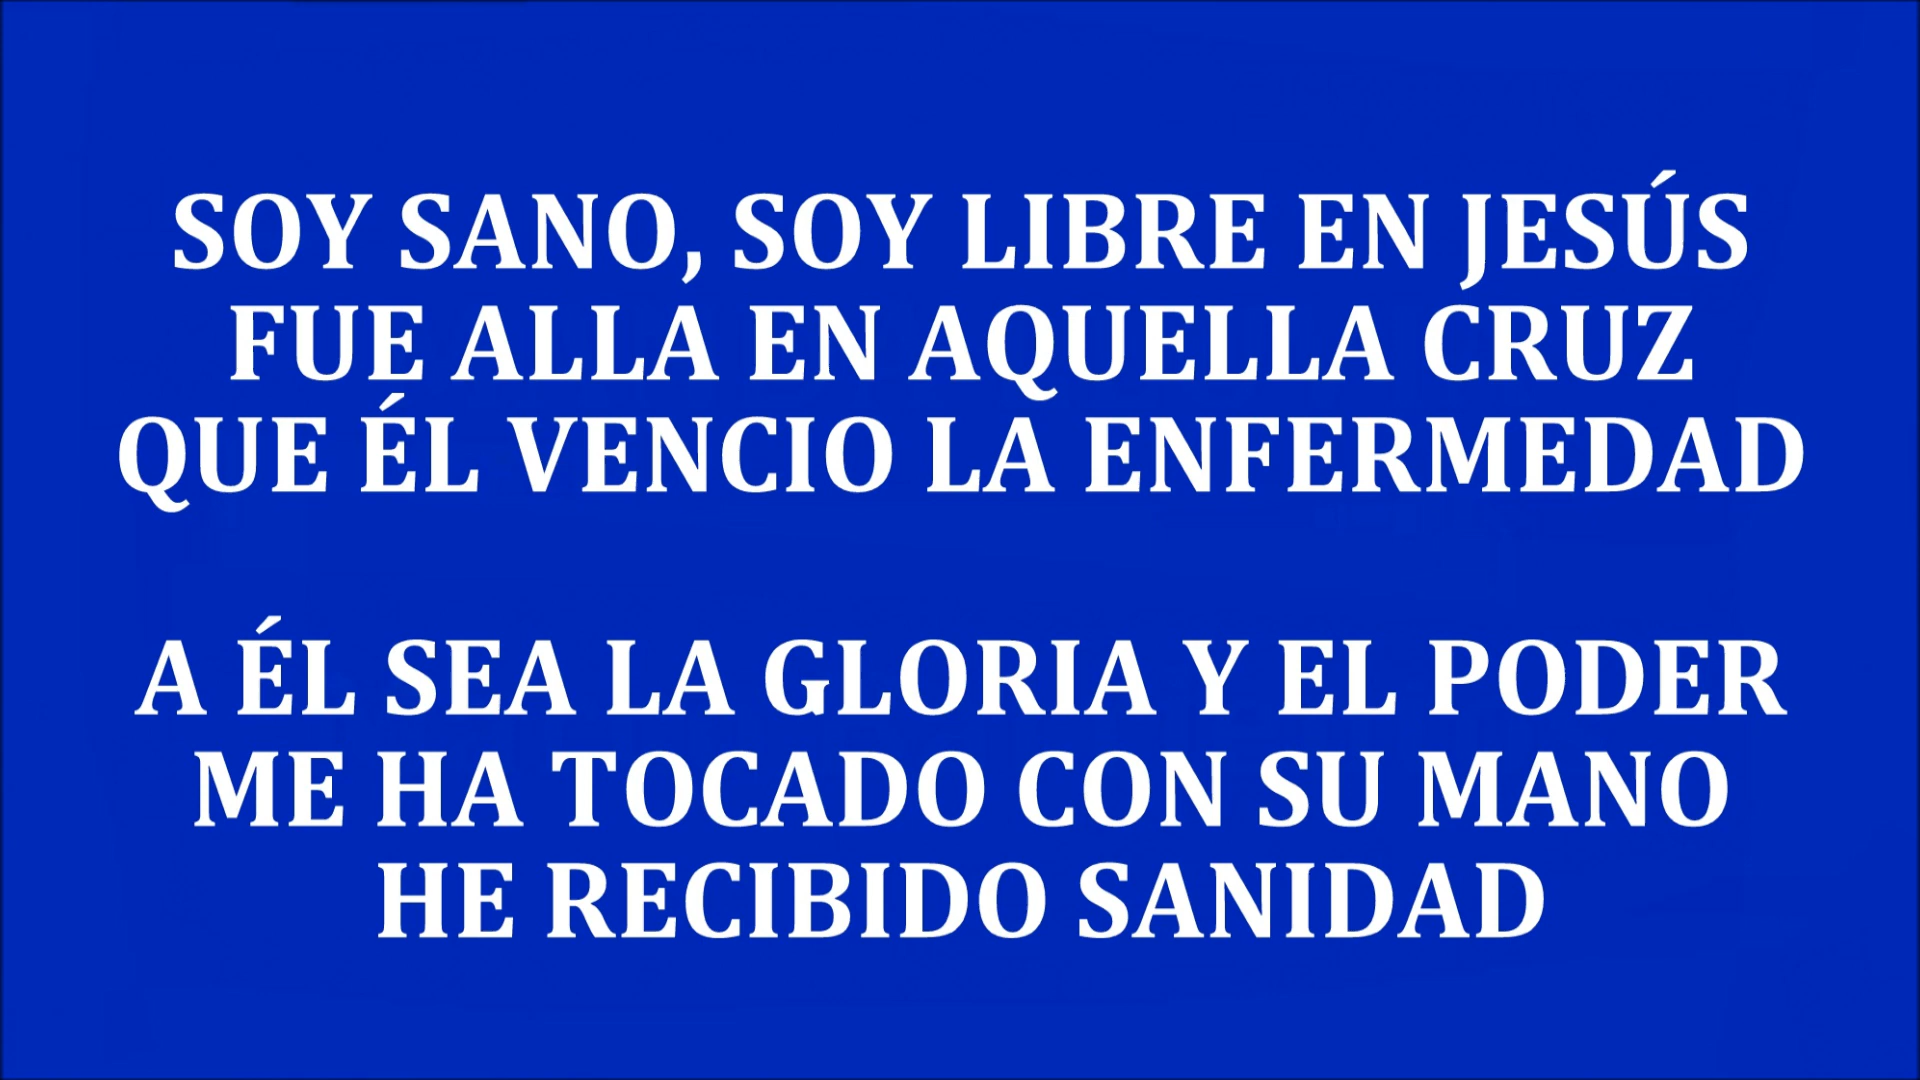 SOY SANO, SOY LIBRE EN JESÚS
FUE ALLA EN AQUELLA CRUZ
QUE ÉL VENCIO LA ENFERMEDAD
A ÉL SEA LA GLORIA Y EL PODER
ME HA TOCADO CON SU MANO
HE RECIBIDO SANIDAD